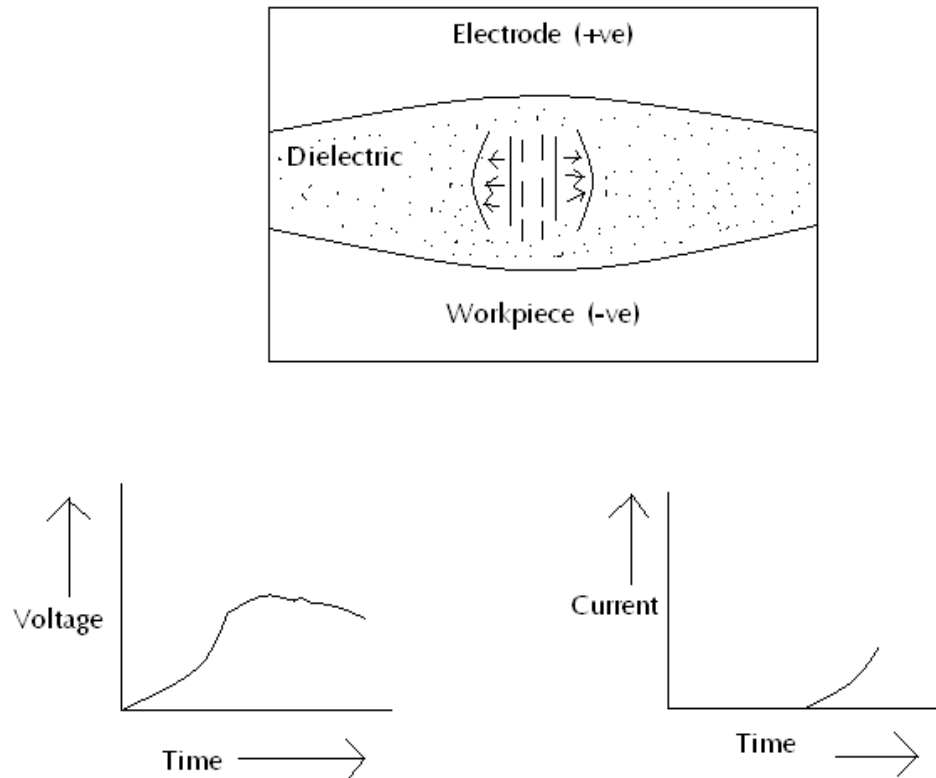 Electrode (+ve)
Dielectric
Workpiece (-ve)
Voltage
Time
Current
Time